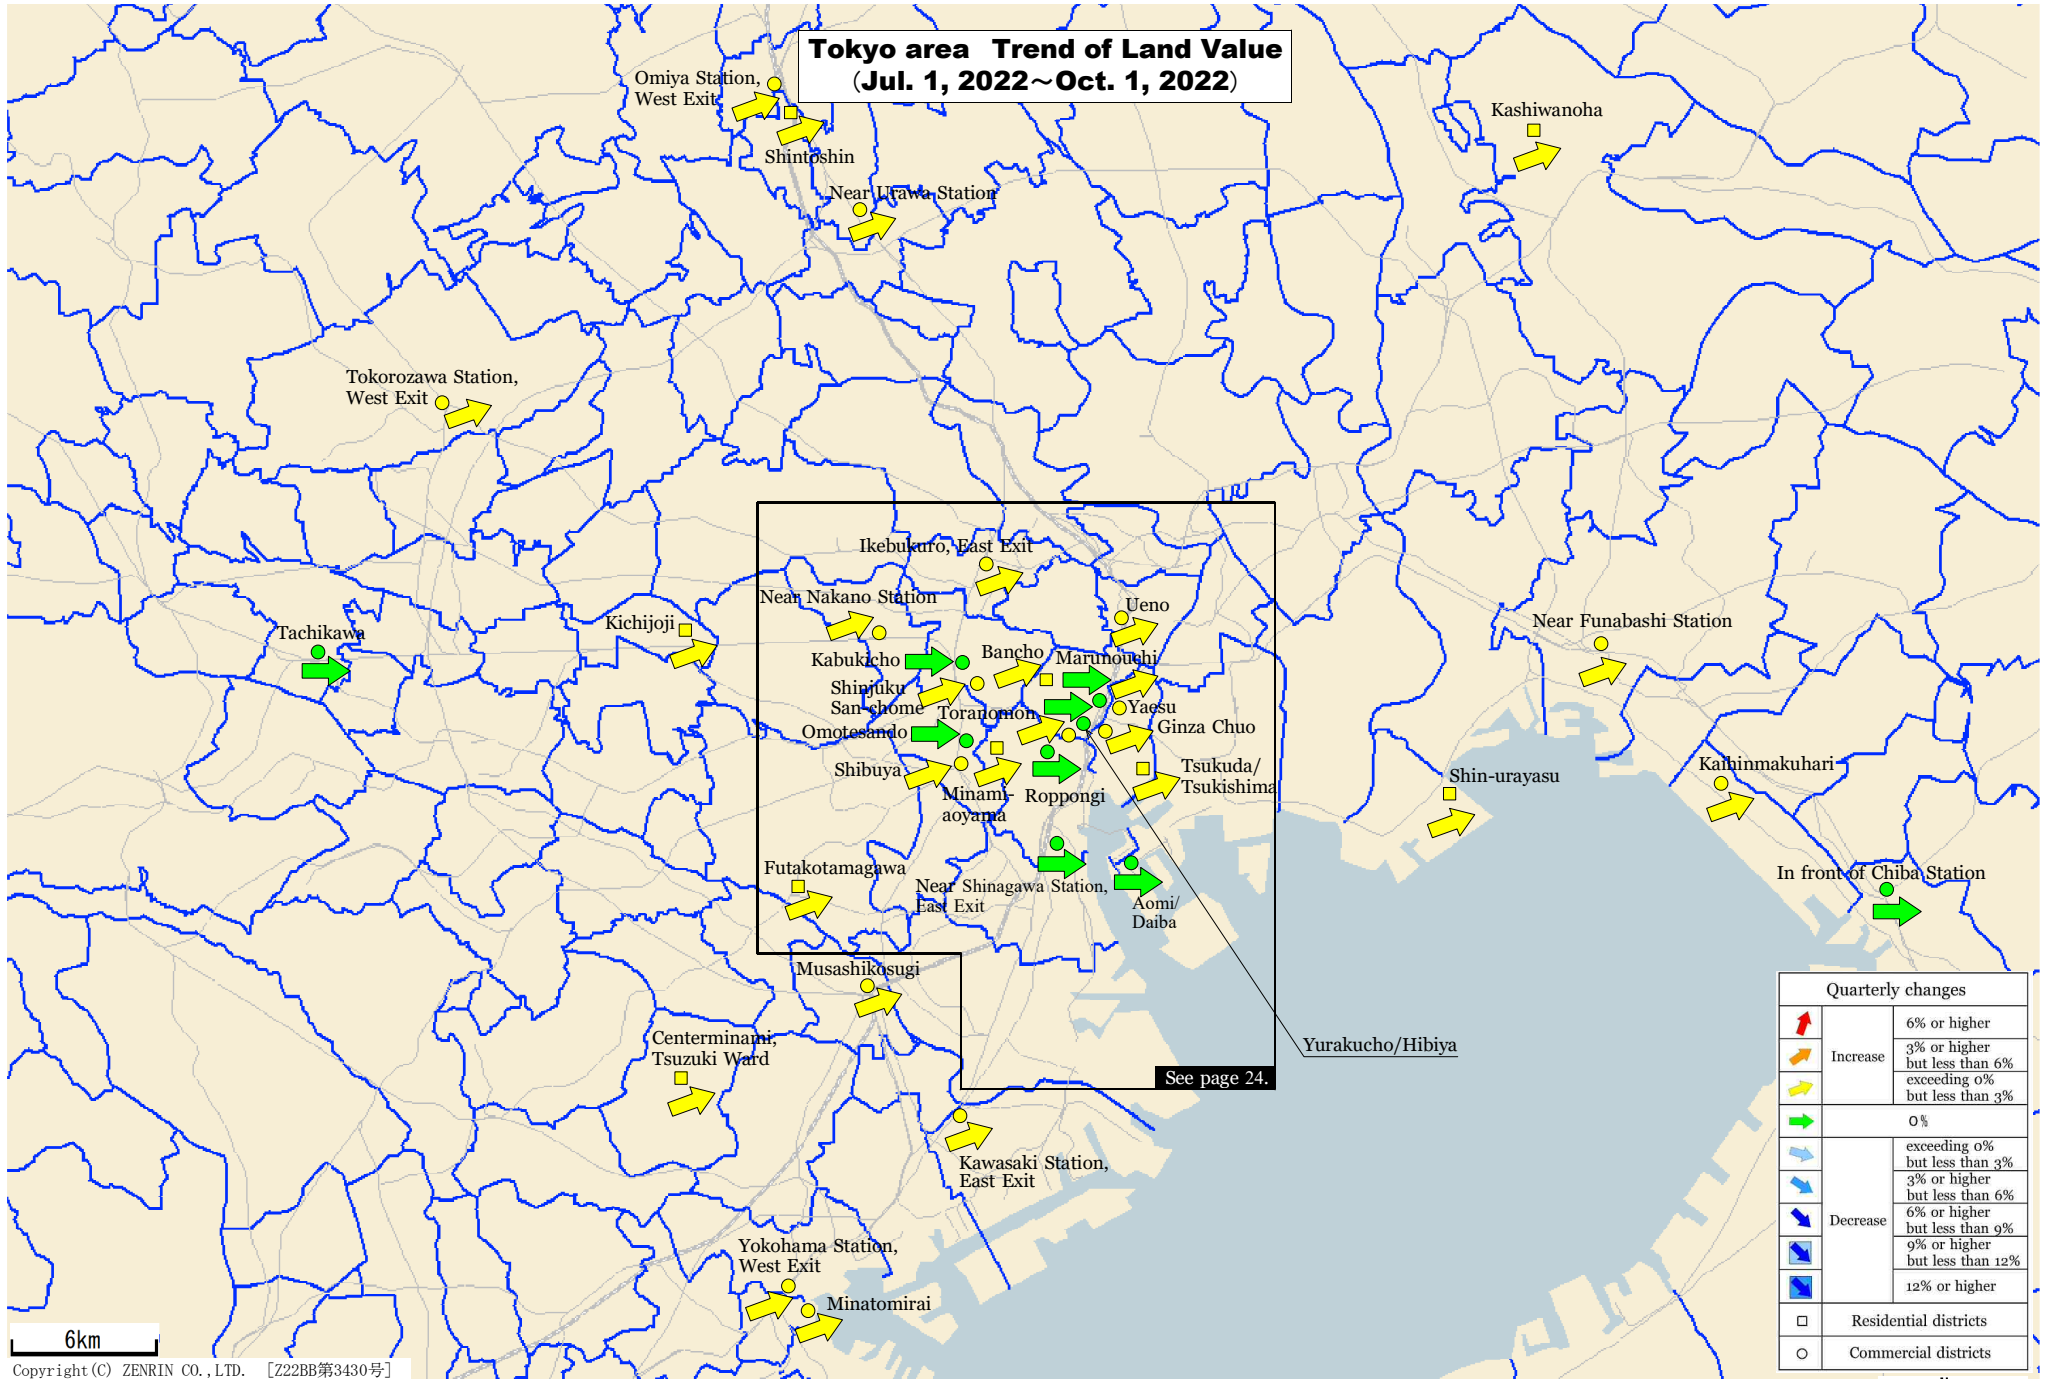 Tokyo area Trend of Land Value
(Jul. 1, 2022～Oct. 1, 2022)
Omiya Station,
West Exit
Shintoshin
Near Urawa Station
Kashiwanoha
Tokorozawa Station,
West Exit
Ikebukuro, East Exit
Near Nakano Station
Ueno
Kichijoji
Tachikawa
Near Funabashi Station
Kabukicho
Bancho
Marunouchi
Shinjuku
San-chome
Toranomon
Yaesu
Omotesando
Ginza Chuo
Shibuya
Minami-
aoyama
Roppongi
Tsukuda/
Tsukishima
Shin-urayasu
Kaihinmakuhari
Futakotamagawa
Near Shinagawa Station,
East Exit
Aomi/
Daiba
In front of Chiba Station
Musashikosugi
Centerminami,
Tsuzuki Ward
Yurakucho/Hibiya
See page 24.
Kawasaki Station,
East Exit
Yokohama Station,
West Exit
Minatomirai
Quarterly changes
Increase
6% or higher
3% or higher
but less than 6%
exceeding 0%
but less than 3%
0%
Decrease
exceeding 0%
but less than 3%
3% or higher
but less than 6%
6% or higher
but less than 9%
9% or higher
but less than 12%
12% or higher
Residential districts
Commercial districts
6km
Copyright(C) ZENRIN CO.,LTD. [Z22BB第3430号]